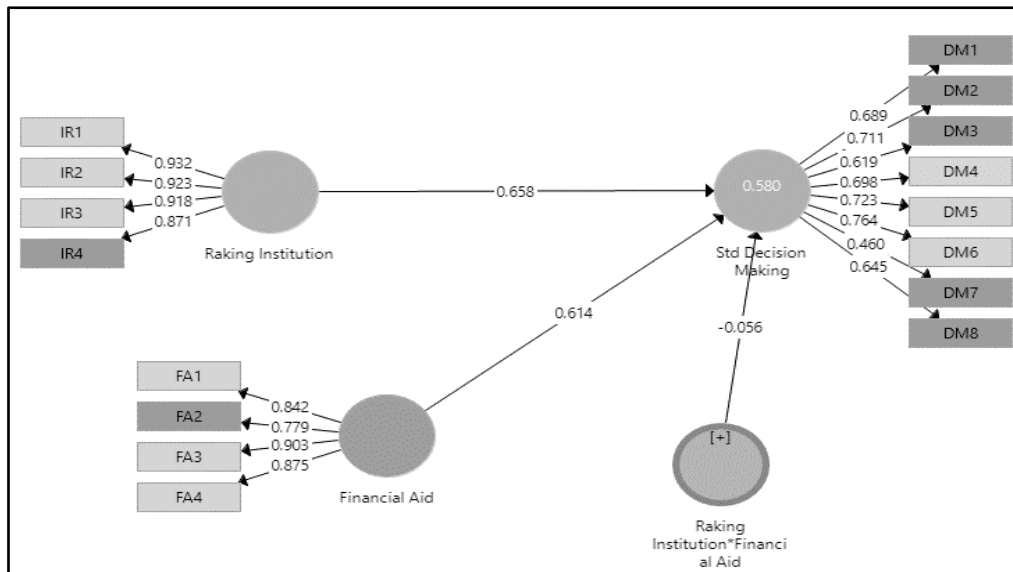 DM1
DM2
DM3
DM4
DM5
DM6
DM7
DM8
0.689
0.711
0.619
0.698
0.723
0.764
0.460
0.645
0.580
Std Decision
Making
IR1
IR2
IR3
IR4
0.932
0.923
0.918
0.871
Raking Institution
0.658
0.614
-0.056
FA1
FA2
FA3
FA4
0.842
0.779
0.903
0.875
Financial Aid
[+]
Raking
Institution*Financi
al Aid